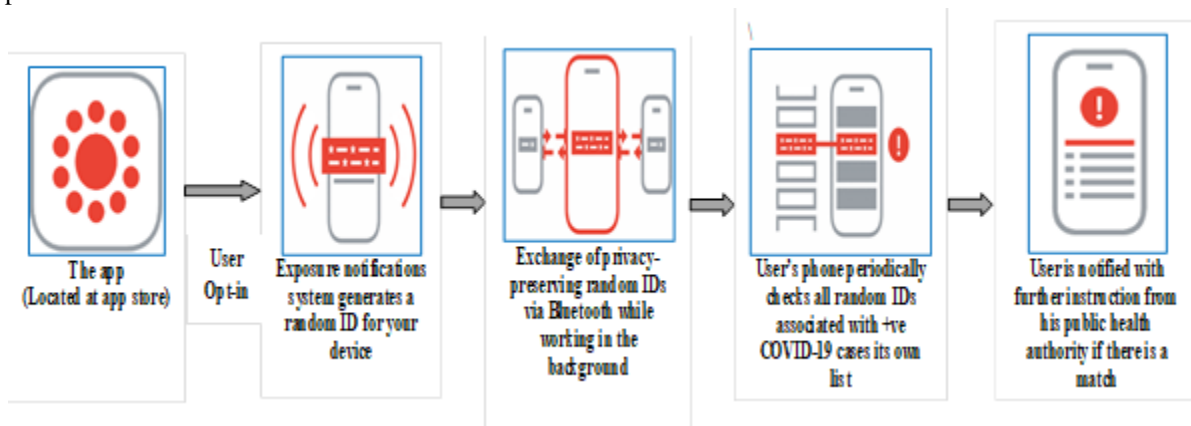 The app
(Located at app store)
User
Opt-in
Exposure notifications
system generates a
random ID for your
device
Exchange of privacy-
preserving random IDs
via Bluetooth while
working in the
background
User's phone periodically
checks all random IDs
associated with +ve
COVID-19 cases its own
list
User is notified with
further instruction from
his public health
authority if there is a
match